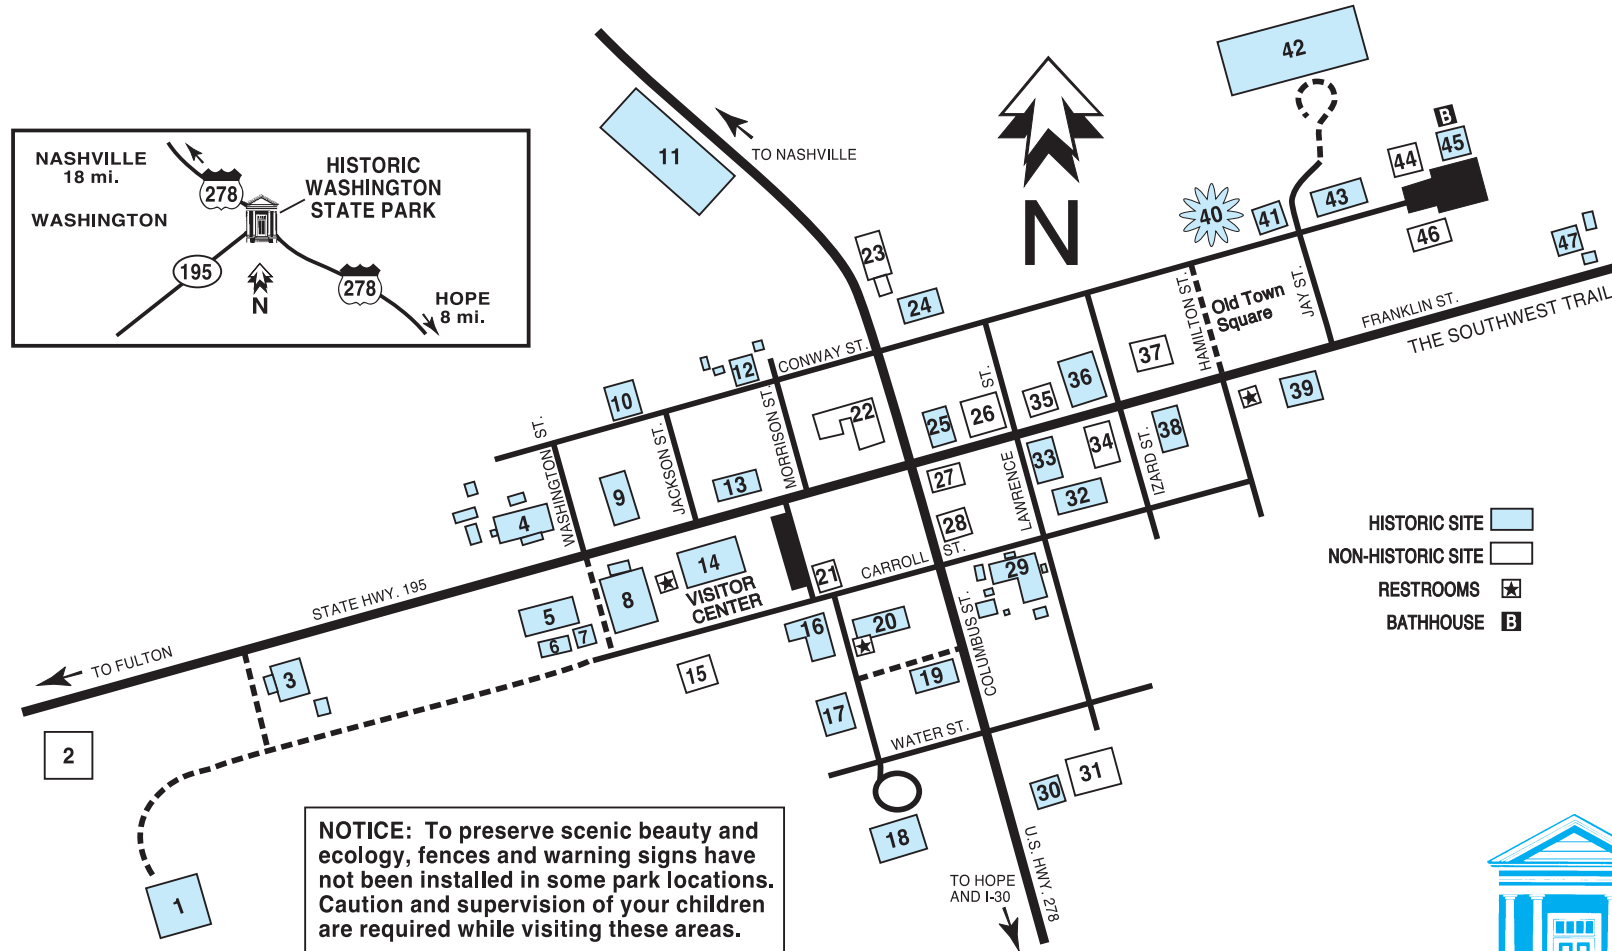 NASHVILLE
18 mi.
WASHINGTON
HISTORIC
WASHINGTON
STATE PARK
278
195
278
N
HOPE
8 mi.
TO NASHVILLE
N
42
11
B
45
44
43
41
40
46
47
23
24
Old Town
Square
HAMILTON ST.
JAY ST.
FRANKLIN ST.
THE SOUTHWEST TRAIL
CONWAY ST.
12
10
WASHINGTON ST.
JACKSON ST.
MORRISON ST.
22
25
26
ST.
LAWRENCE
35
36
37
39
38
34
IZARD ST.
33
32
27
28
13
9
4
14
VISITOR
CENTER
8
5
6
7
21
CARROLL ST.
29
COLUMBUS ST.
16
20
19
15
17
WATER ST.
STATE HWY. 195
TO FULTON
3
2
1
18
30
31
U.S. HWY. 278
TO HOPE
AND I-30
HISTORIC SITE
NON-HISTORIC SITE
RESTROOMS
BATHHOUSE B
NOTICE: To preserve scenic beauty and
ecology, fences and warning signs have
not been installed in some park locations.
Caution and supervision of your children
are required while visiting these areas.